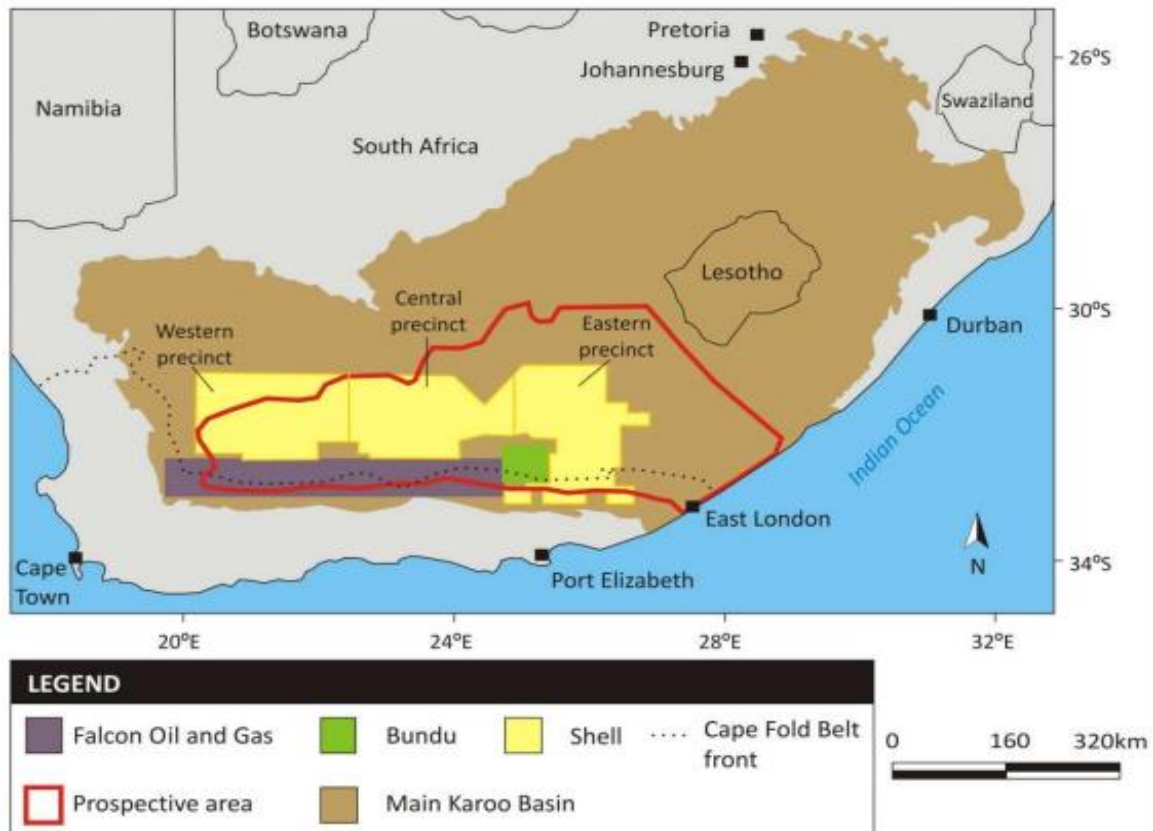 Botswana
Pretoria
Johannesburg
26°S
Namibia
Swaziland
South Africa
Lesotho
Central
precinct
Western
precinct
Eastern
precinct
30°S
Durban
Indian Ocean
East London
Cape
Town
Port Elizabeth
N
34°S
20°E
24°E
28°E
32°E
LEGEND
Falcon Oil and Gas
Bundu
Shell
Cape Fold Belt
front
Prospective area
Main Karoo Basin
0
160
320km